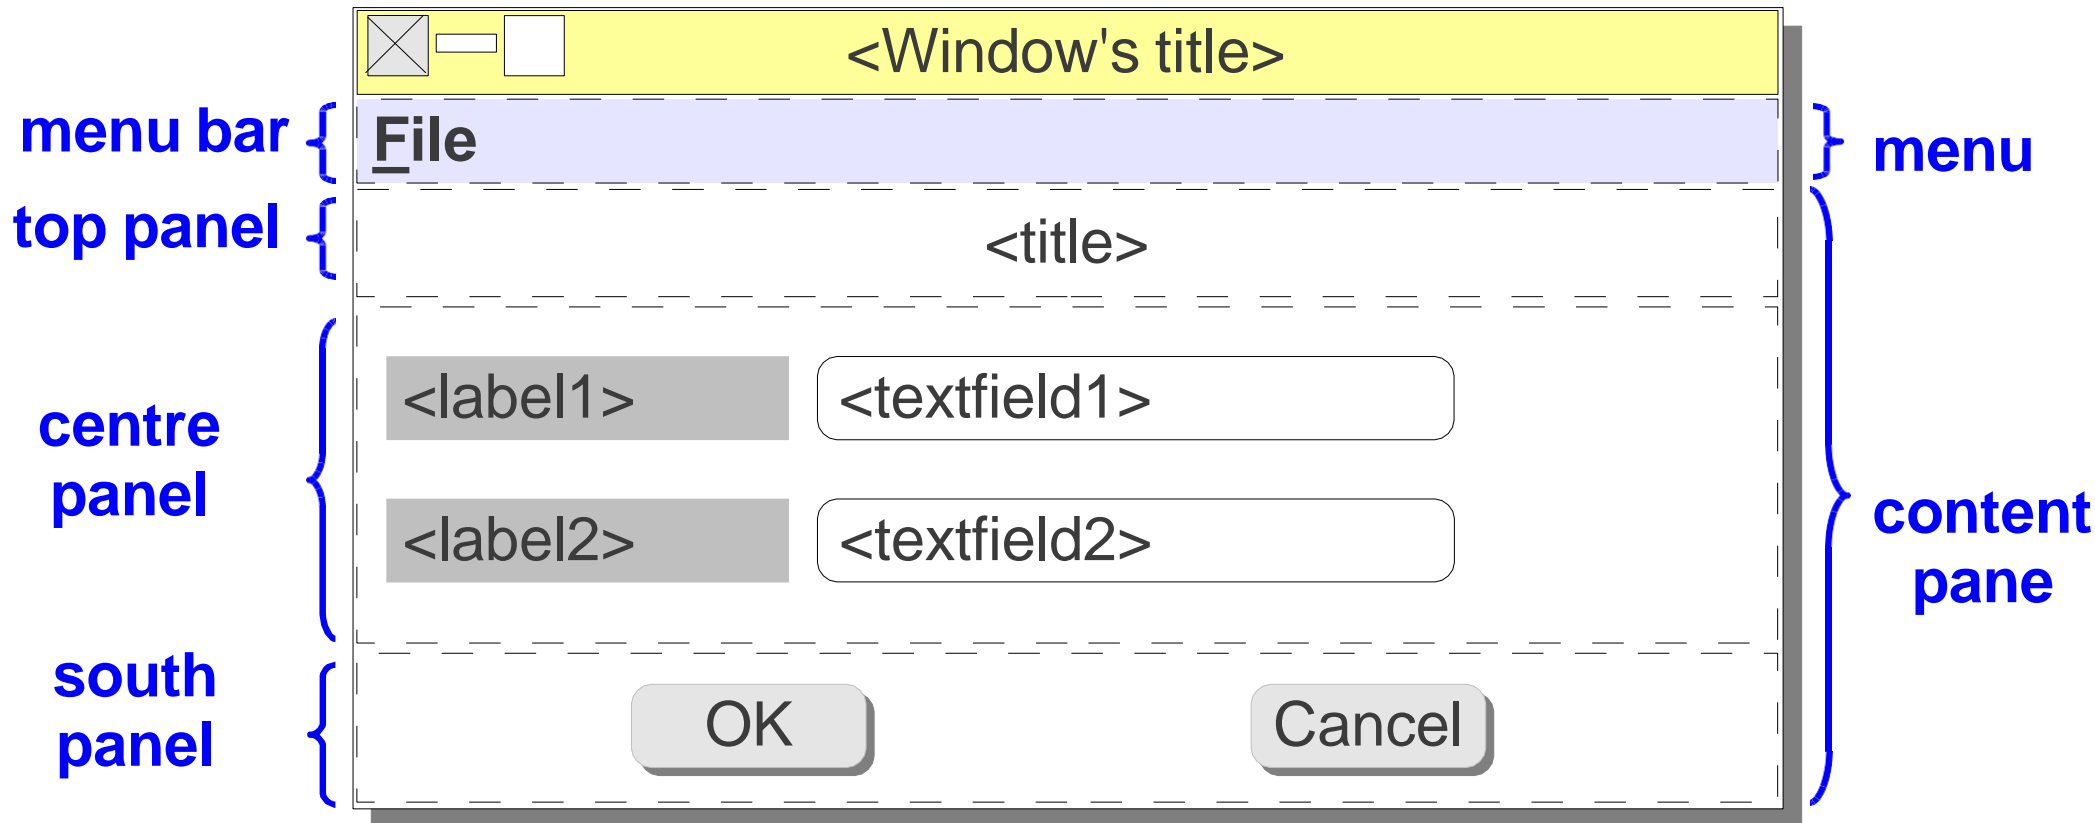 <Window's title>
menu bar
File
menu
top panel
<title>
<label1>
<textfield1>
centre
panel
<label2>
<textfield2>
content
pane
south
panel
OK
Cancel